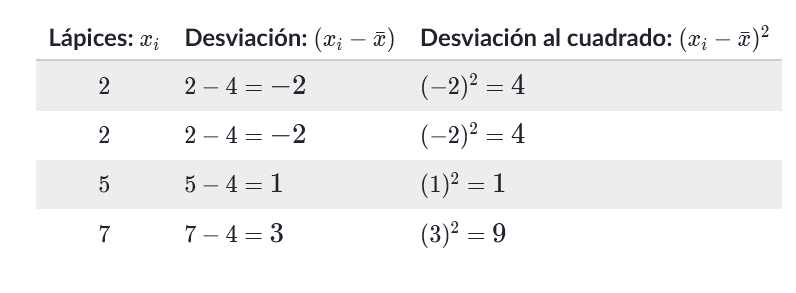 Lápices: xᵢ Desviación: (xᵢ − x̄) Desviación al cuadrado: (xᵢ − x̄)²
2 2 − 4 = −2 (−2)² = 4
2 2 − 4 = −2 (−2)² = 4
5 5 − 4 = 1 (1)² = 1
7 7 − 4 = 3 (3)² = 9